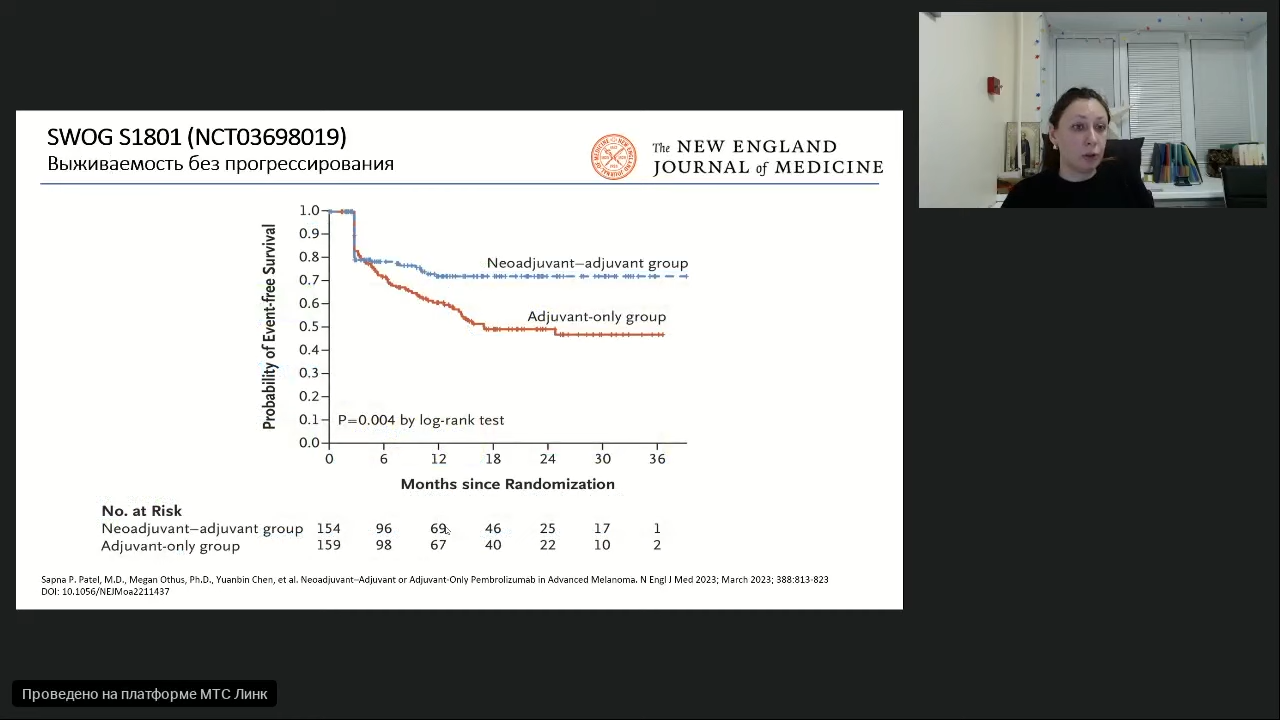 SWOG S1801 (NCT03698019)
Выживаемость без прогрессирования
The NEW ENGLAND
JOURNAL of MEDICINE
Probability of Event-free Survival
1.0
0.9
0.8
0.7
0.6
0.5
0.4
0.3
0.2
0.1
0.0
Neoadjuvant–adjuvant group
Adjuvant-only group
P=0.004 by log-rank test
0 6 12 18 24 30 36
Months since Randomization
No. at Risk
Neoadjuvant–adjuvant group 154 96 69 46 25 17 1
Adjuvant-only group 159 98 67 40 22 10 2
Sapna P. Patel, M.D., Megan Othus, Ph.D., Yuanbin Chen, et al. Neoadjuvant–Adjuvant or Adjuvant-Only Pembrolizumab in Advanced Melanoma. N Engl J Med 2023; March 2023; 388:813-823
DOI: 10.1056/NEJMoa2211437
Проведено на платформе МТС Линк